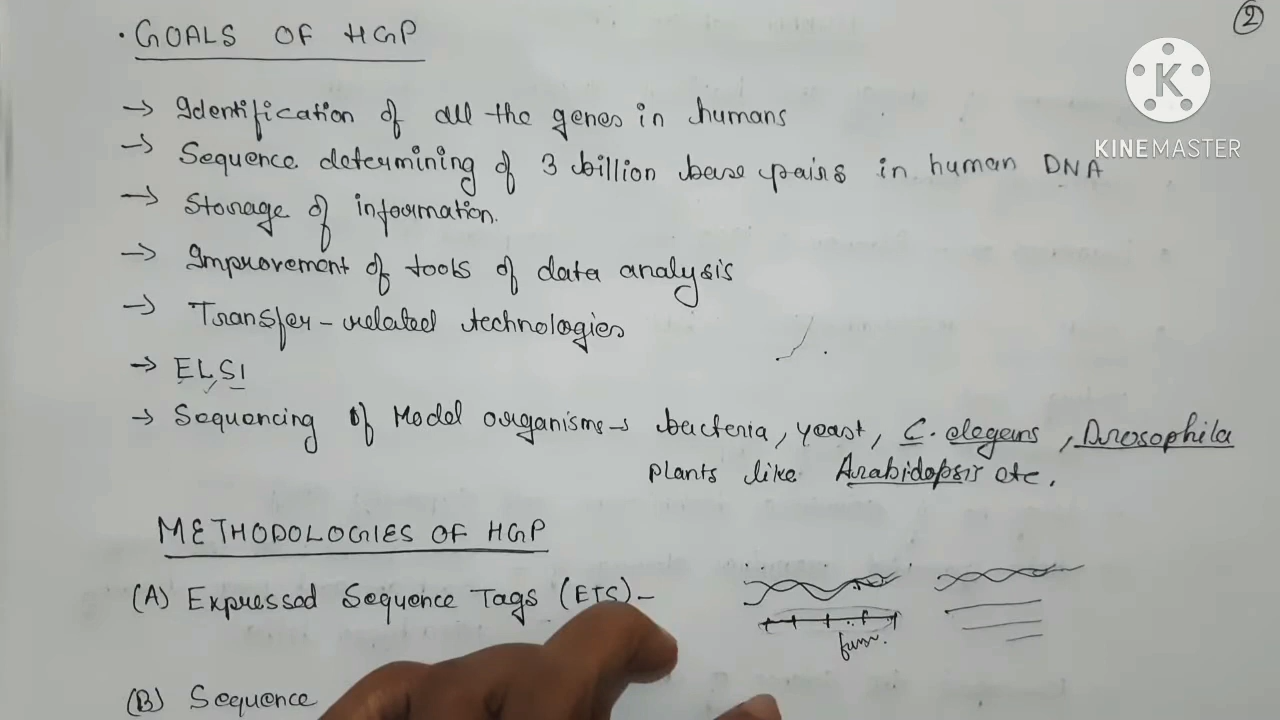 2
· GOALS OF HGP
K
KINEMASTER
→ Identification of all the genes in humans
→ Sequence determining of 3 billion base pairs in human DNA
→ Storage of information.
→ Improvement of tools of data analysis
→ Transfer-related technologies
→ ELSI
→ Sequencing of Model organisms → bacteria, yeast, C. elegans, Drosophila
plants like Arabidopsis etc.
METHODOLOGIES OF HGP
(A) Expressed Sequence Tags (ETS) -
(B) Sequence